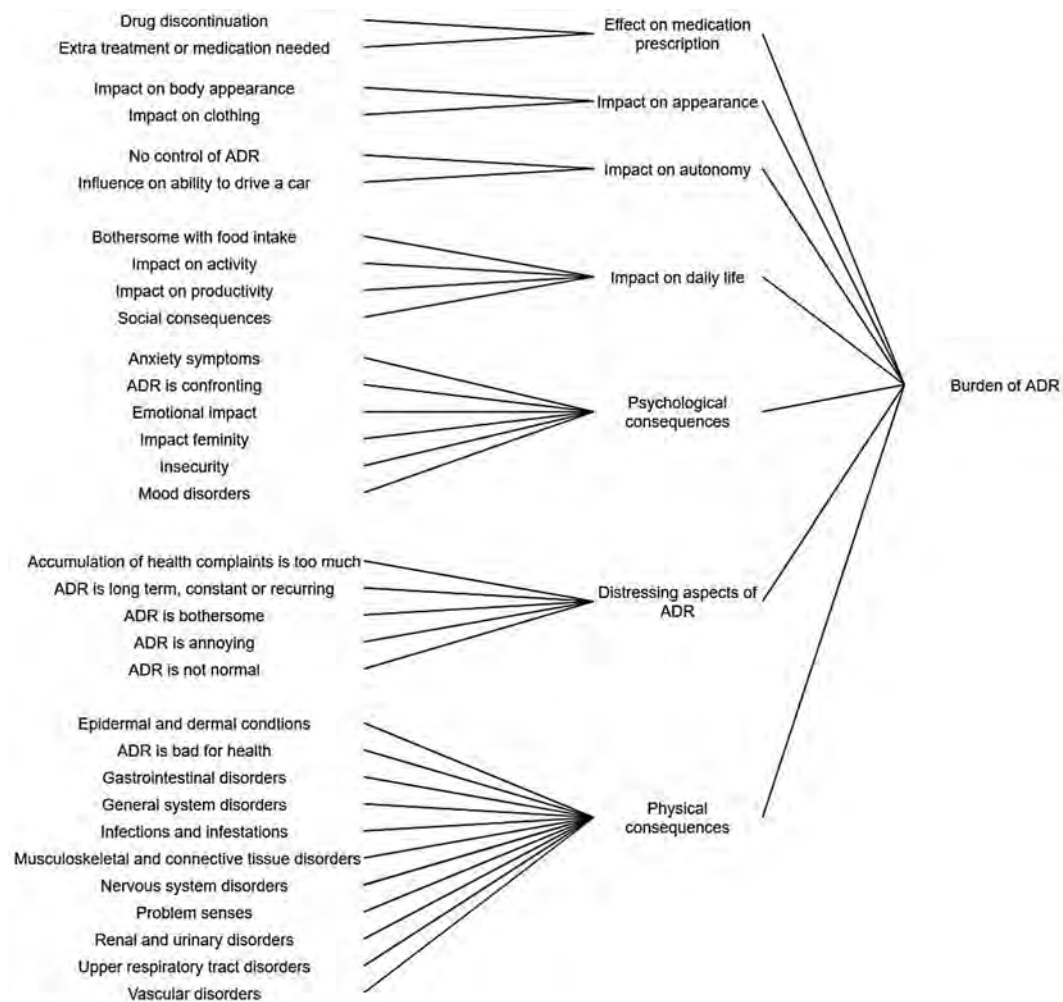 Drug discontinuation
Extra treatment or medication needed
Effect on medication
prescription
Impact on body appearance
Impact on clothing
Impact on appearance
No control of ADR
Influence on ability to drive a car
Impact on autonomy
Bothersome with food intake
Impact on activity
Impact on productivity
Social consequences
Impact on daily life
Anxiety symptoms
ADR is confronting
Emotional impact
Impact feminity
Insecurity
Mood disorders
Psychological
consequences
Burden of ADR
Accumulation of health complaints is too much
ADR is long term, constant or recurring
ADR is bothersome
ADR is annoying
ADR is not normal
Distressing aspects of
ADR
Epidermal and dermal condtions
ADR is bad for health
Gastrointestinal disorders
General system disorders
Infections and infestations
Musculoskeletal and connective tissue disorders
Nervous system disorders
Problem senses
Renal and urinary disorders
Upper respiratory tract disorders
Vascular disorders
Physical
consequences